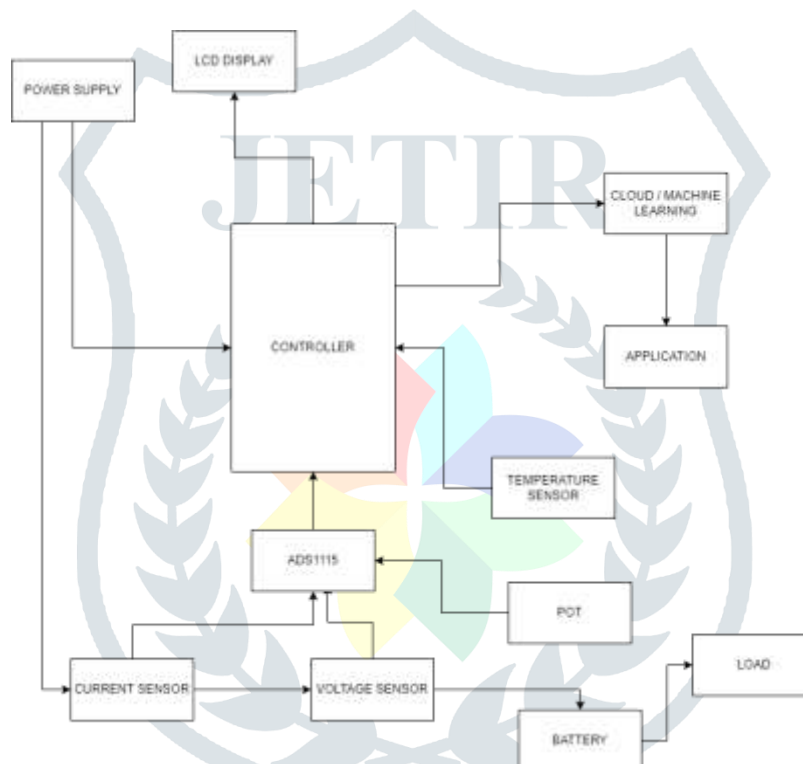 LCD DISPLAY
POWER SUPPLY
JETIR
CLOUD / MACHINE
LEARNING
CONTROLLER
APPLICATION
TEMPERATURE
SENSOR
ADS1115
POT
LOAD
CURRENT SENSOR
VOLTAGE SENSOR
BATTERY